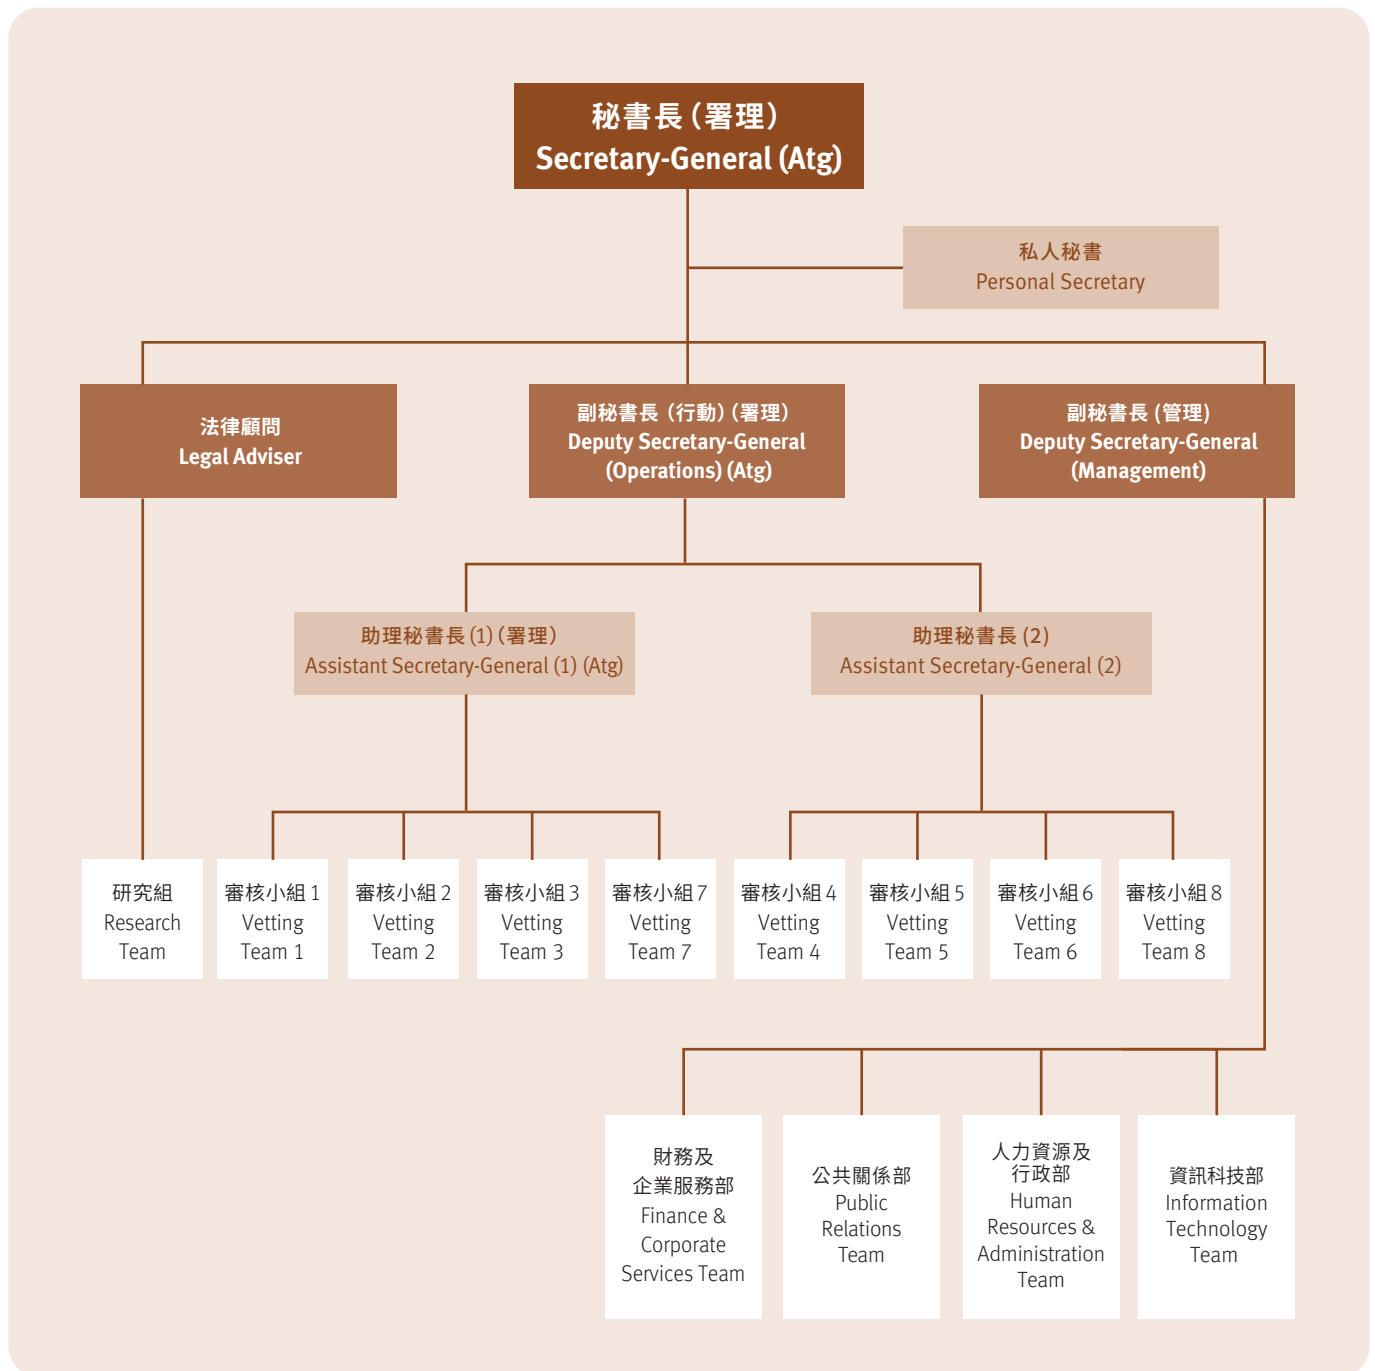 秘書長（署理）
Secretary-General (Atg)
私人秘書
Personal Secretary
法律顧問
Legal Adviser
副秘書長（行動）（署理）
Deputy Secretary-General
(Operations) (Atg)
副秘書長 (管理)
Deputy Secretary-General
(Management)
助理秘書長 (1)（署理）
Assistant Secretary-General (1) (Atg)
助理秘書長 (2)
Assistant Secretary-General (2)
研究組
Research
Team
審核小組 1
Vetting
Team 1
審核小組 2
Vetting
Team 2
審核小組 3
Vetting
Team 3
審核小組 7
Vetting
Team 7
審核小組 4
Vetting
Team 4
審核小組 5
Vetting
Team 5
審核小組 6
Vetting
Team 6
審核小組 8
Vetting
Team 8
財務及
企業服務部
Finance &
Corporate
Services Team
公共關係部
Public
Relations
Team
人力資源及
行政部
Human
Resources &
Administration
Team
資訊科技部
Information
Technology
Team